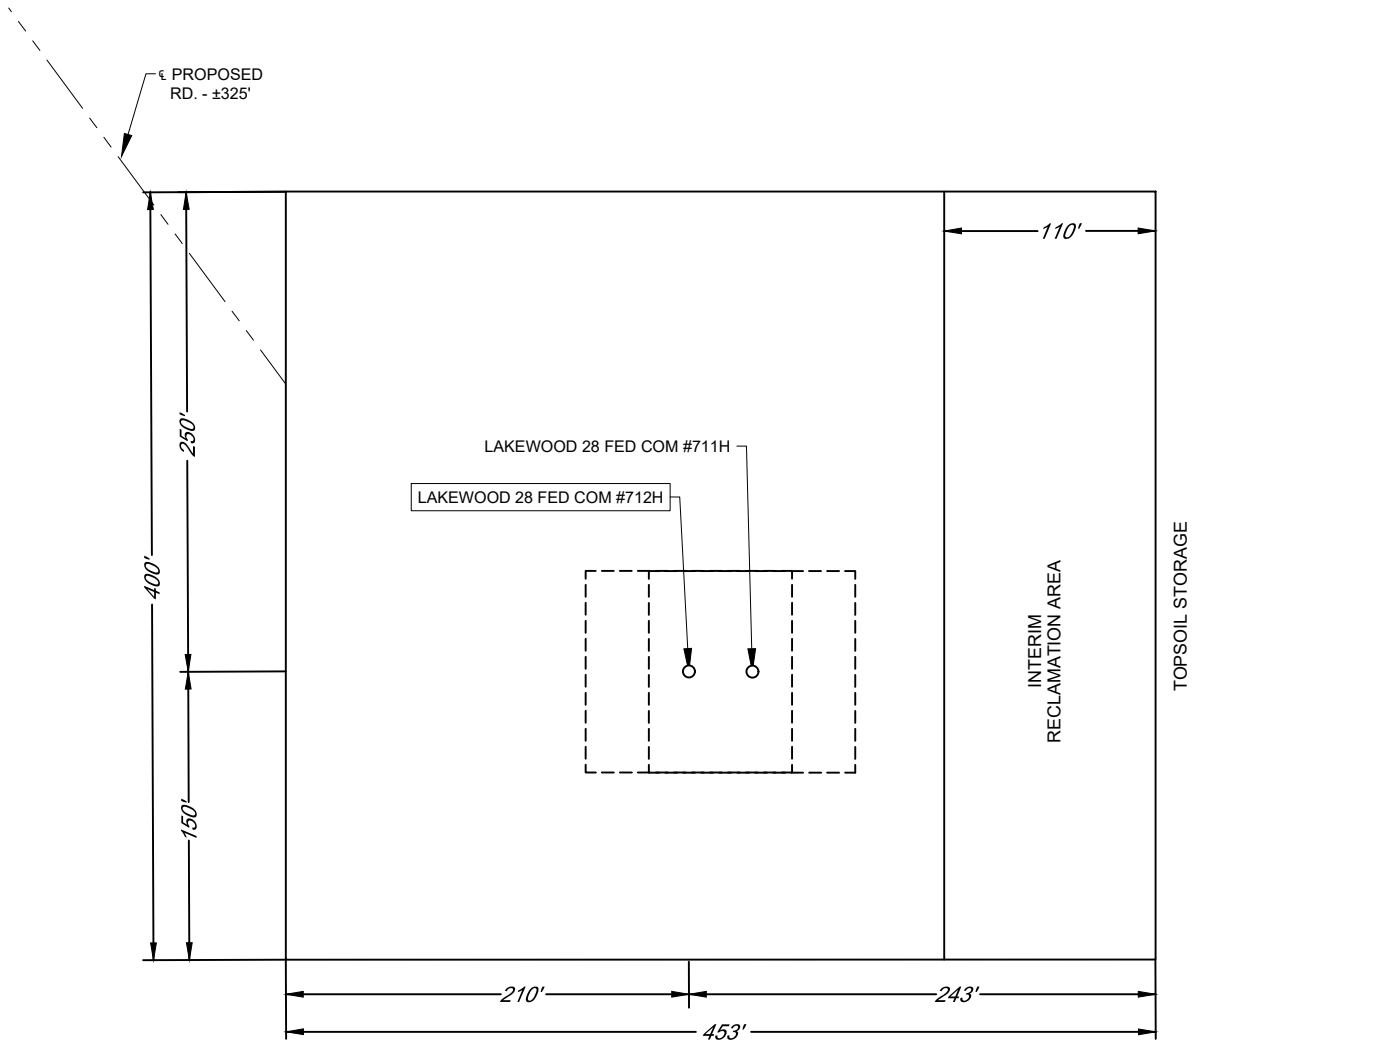 ℄ PROPOSED
RD. - ±325'
110'
250'
LAKEWOOD 28 FED COM #711H
LAKEWOOD 28 FED COM #712H
400'
INTERIM
RECLAMATION AREA
TOPSOIL STORAGE
150'
210'
243'
453'